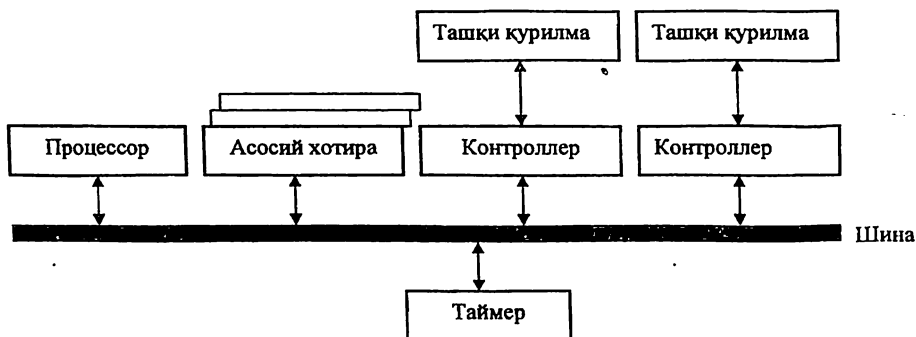 Ташқи қурилма
Ташқи қурилма
Процессор
Асосий хотира
Контроллер
Контроллер
Шина
Таймер